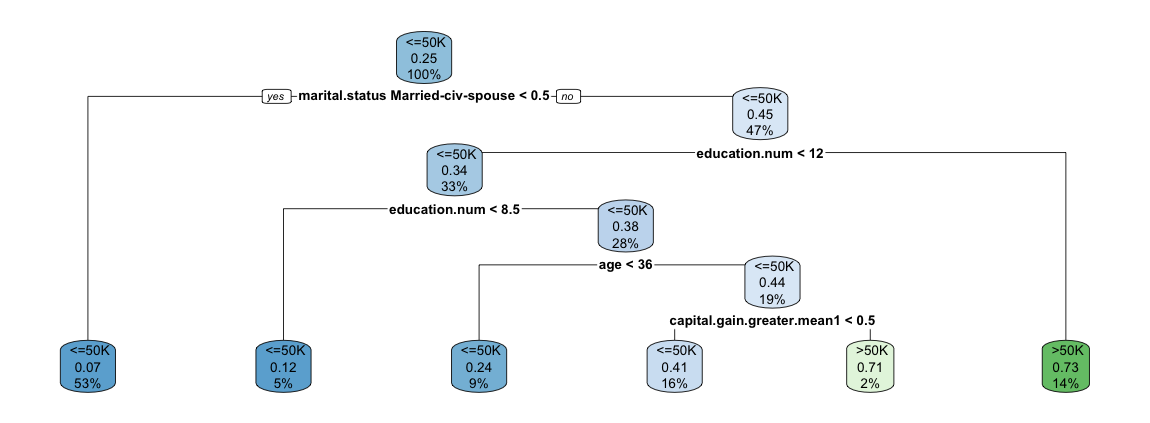 <=50K
0.25
100%
yes marital.status Married-civ-spouse < 0.5 no
<=50K
0.45
47%
education.num < 12
<=50K
0.34
33%
education.num < 8.5
<=50K
0.38
28%
age < 36
<=50K
0.44
19%
capital.gain.greater.mean1 < 0.5
<=50K
0.07
53%
<=50K
0.12
5%
<=50K
0.24
9%
<=50K
0.41
16%
>50K
0.71
2%
>50K
0.73
14%